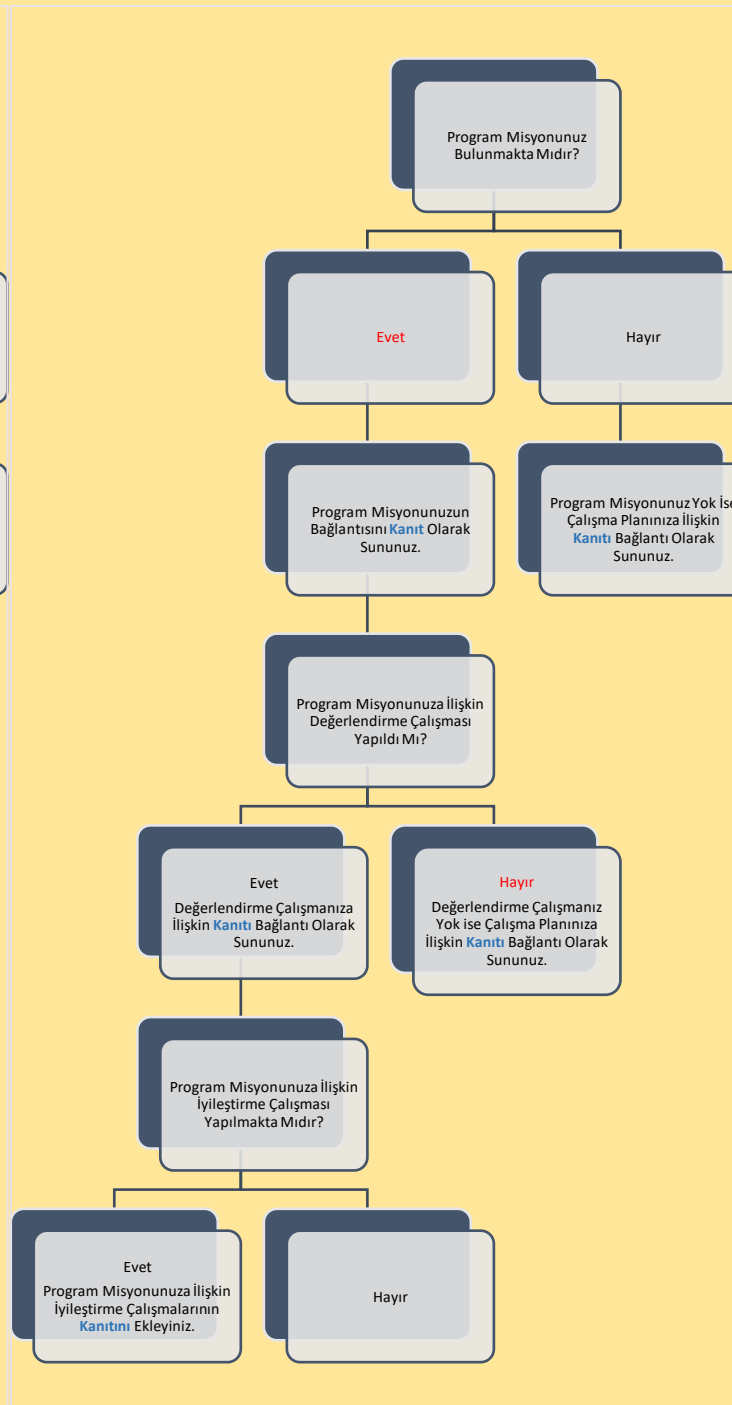 Program Misyonunuz
Bulunmakta Mıdır?
Evet
Hayır
Program Misyonunuzun
Bağlantısını Kanıt Olarak
Sununuz.
Program Misyonunuz Yok İse
Çalışma Planınıza İlişkin
Kanıtı Bağlantı Olarak
Sununuz.
Program Misyonunuza İlişkin
Değerlendirme Çalışması
Yapıldı Mı?
Evet
Değerlendirme Çalışmanıza
İlişkin Kanıtı Bağlantı Olarak
Sununuz.
Hayır
Değerlendirme Çalışmanız
Yok ise Çalışma Planınıza
İlişkin Kanıtı Bağlantı Olarak
Sununuz.
Program Misyonunuza İlişkin
İyileştirme Çalışması
Yapılmakta Mıdır?
Evet
Program Misyonunuza İlişkin
İyileştirme Çalışmalarının
Kanıtını Ekleyiniz.
Hayır